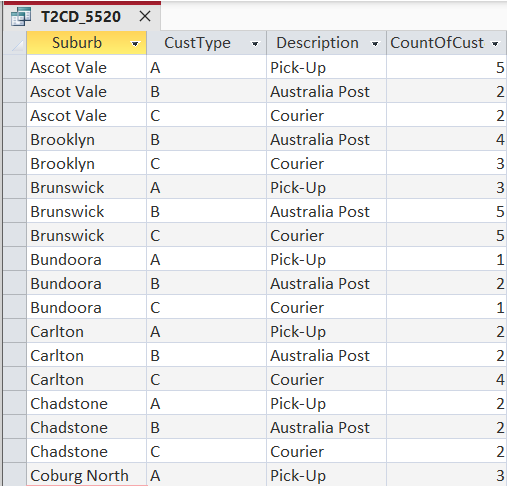 T2CD_5520
Suburb CustType Description CountOfCust
Ascot Vale A Pick-Up 5
Ascot Vale B Australia Post 2
Ascot Vale C Courier 2
Brooklyn B Australia Post 4
Brooklyn C Courier 3
Brunswick A Pick-Up 3
Brunswick B Australia Post 5
Brunswick C Courier 5
Bundoora A Pick-Up 1
Bundoora B Australia Post 2
Bundoora C Courier 1
Carlton A Pick-Up 2
Carlton B Australia Post 2
Carlton C Courier 4
Chadstone A Pick-Up 2
Chadstone B Australia Post 2
Chadstone C Courier 2
Coburg North A Pick-Up 3